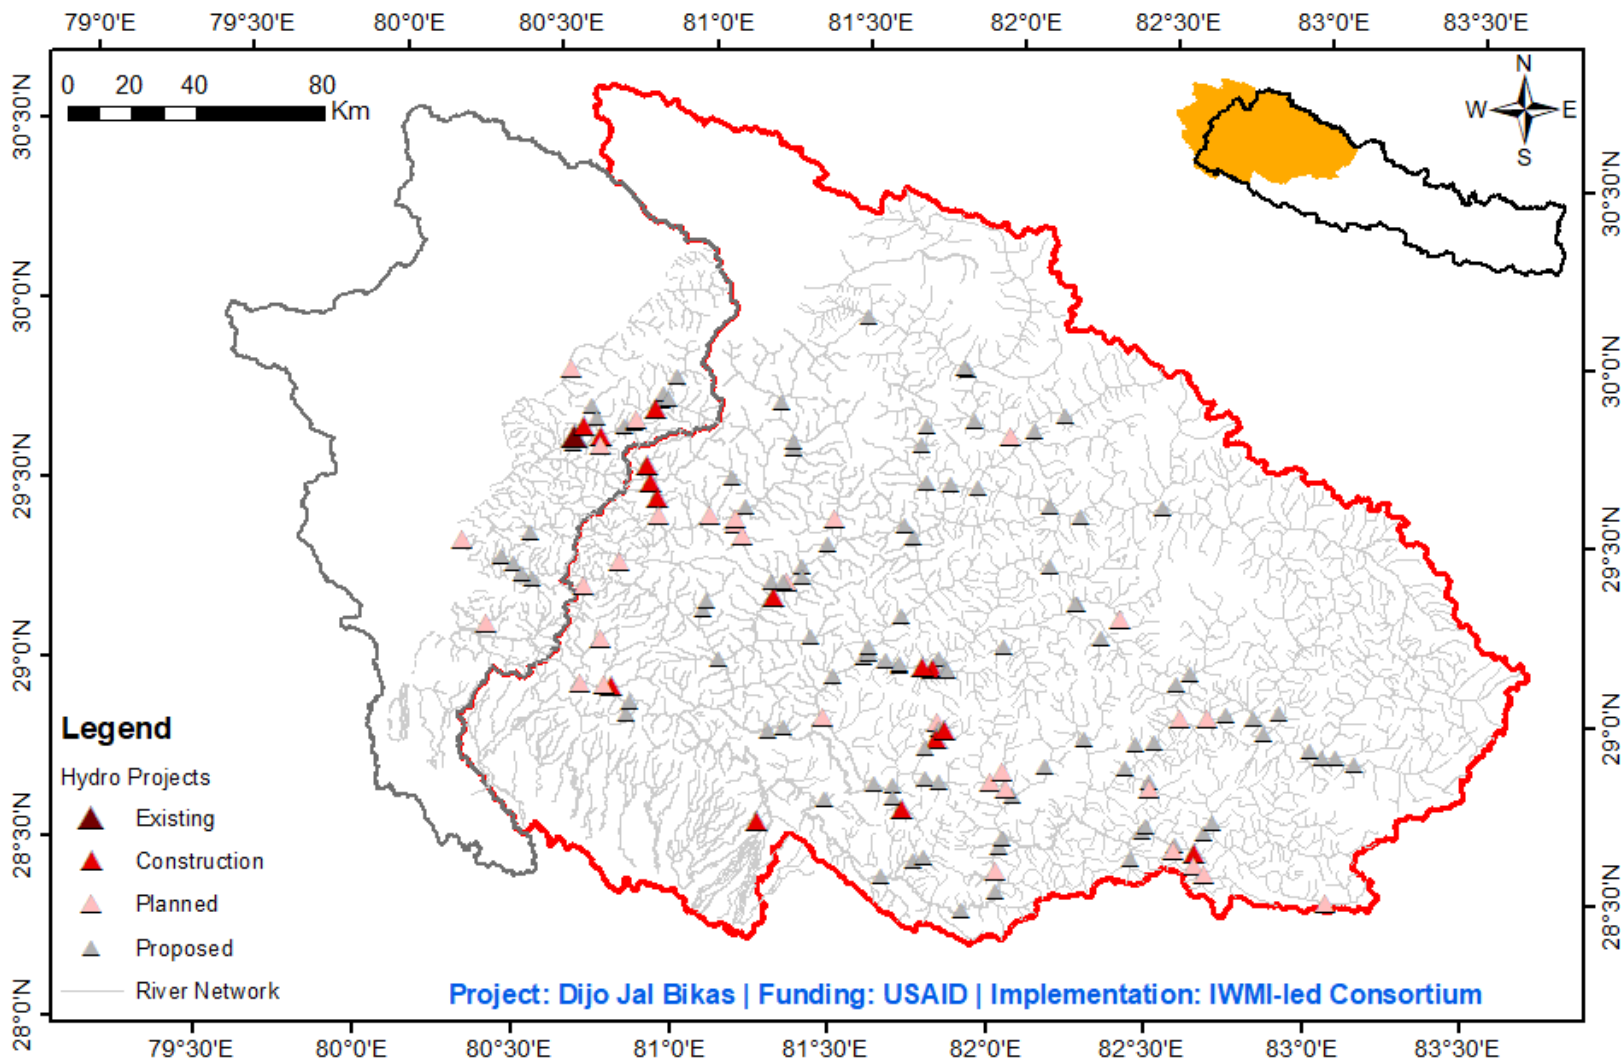 79°0'E 79°30'E 80°0'E 80°30'E 81°0'E 81°30'E 82°0'E 82°30'E 83°0'E 83°30'E
0 20 40 80
Km
N
W E
S
30°30'N
30°0'N
29°30'N
29°0'N
28°30'N
28°0'N
30°30'N
30°0'N
29°30'N
29°0'N
28°30'N
Legend
Hydro Projects
Existing
Construction
Planned
Proposed
River Network
Project: Dijo Jal Bikas | Funding: USAID | Implementation: IWMI-led Consortium
79°30'E 80°0'E 80°30'E 81°0'E 81°30'E 82°0'E 82°30'E 83°0'E 83°30'E